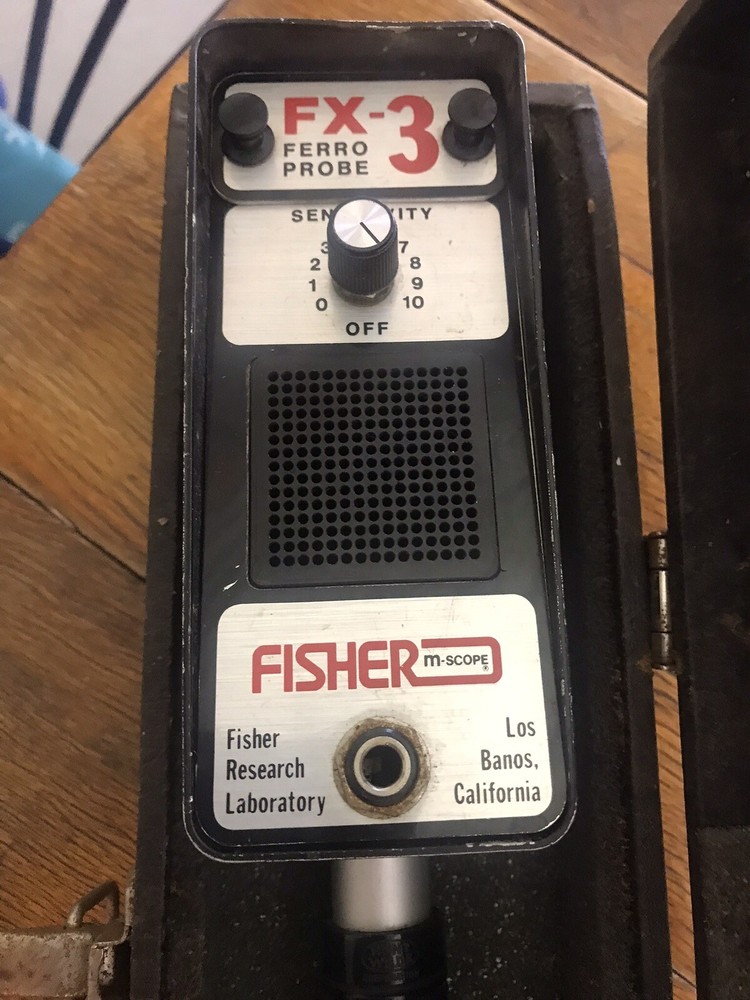 FX-3
FERRO
PROBE
SEN VITY
3 7
2 8
1 9
0 10
OFF
FISHER m-SCOPE®
Fisher
Research
Laboratory
Los
Banos,
California